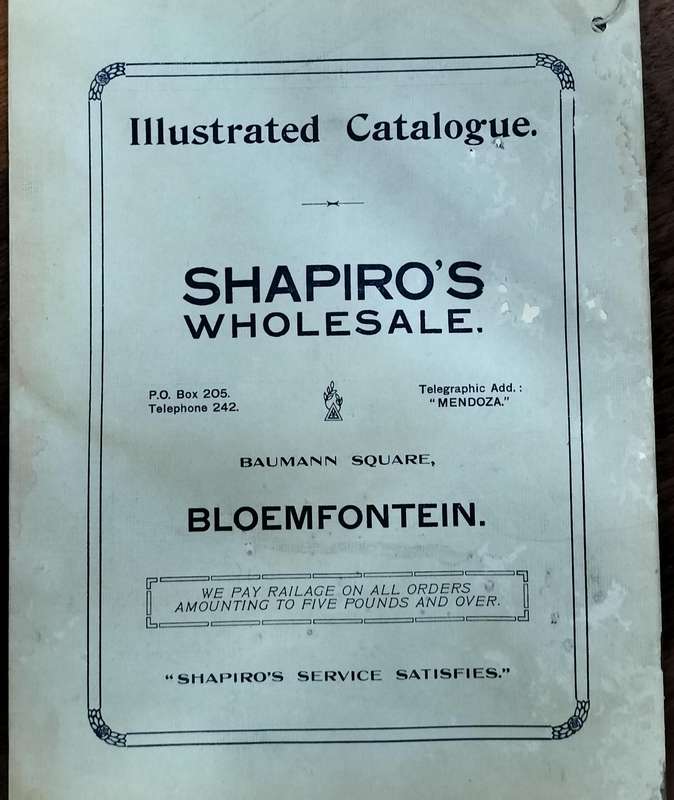 Illustrated Catalogue.
SHAPIRO'S
WHOLESALE.
P.O. Box 205.
Telephone 242.
Telegraphic Add.:
"MENDOZA."
BAUMANN SQUARE,
BLOEMFONTEIN.
WE PAY RAILAGE ON ALL ORDERS
AMOUNTING TO FIVE POUNDS AND OVER.
"SHAPIRO'S SERVICE SATISFIES."